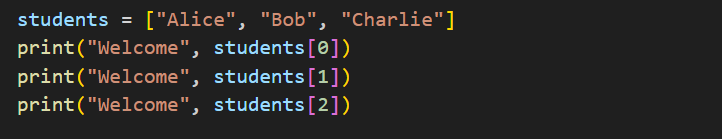 students = ["Alice", "Bob", "Charlie"]
print("Welcome", students[0])
print("Welcome", students[1])
print("Welcome", students[2])